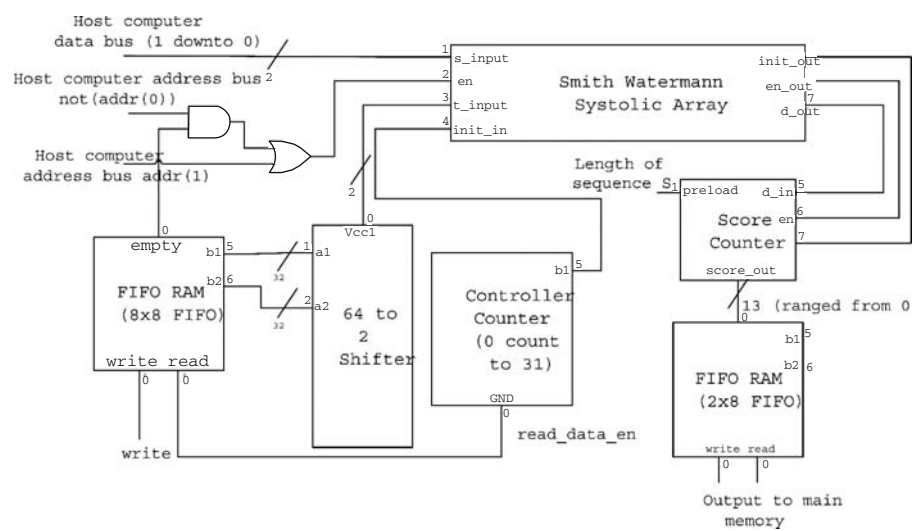 Host computer
data bus (1 downto 0)
2
Host computer address bus
not(addr(0))
Host computer
address bus addr(1)
1
s_input
2
en
3
t_input
4
init_in
Smith Watermann
Systolic Array
init_out
en_out
7
d_out
2
0
Vcc1
1
a1
2
a2
64 to
2
Shifter
0
empty
b1
5
b2
6
32
32
FIFO RAM
(8x8 FIFO)
write read
0
0
write
b1
5
Controller
Counter
(0 count
to 31)
GND
0
read_data_en
Length of
sequence S
1
preload
d_in
5
en
6
7
Score
Counter
score_out
13 (ranged from 0
0
b1
5
b2
6
FIFO RAM
(2x8 FIFO)
write read
0
0
Output to main
memory